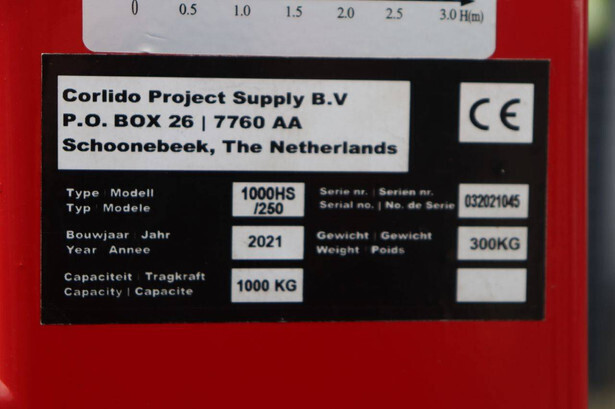 0 0.5 1.0 1.5 2.0 2.5 3.0 H(m)
Corlido Project Supply B.V
P.O. BOX 26 | 7760 AA
Schoonebeek, The Netherlands
CE
Type | Modell
Typ | Modele
1000HS
/250
Serie nr. | Serien nr.
Serial no. | No. de Serie
032021045
Bouwjaar | Jahr
Year | Annee
2021
Gewicht | Gewicht
Weight | Poids
300KG
Capaciteit | Tragkraft
Capacity | Capacite
1000 KG